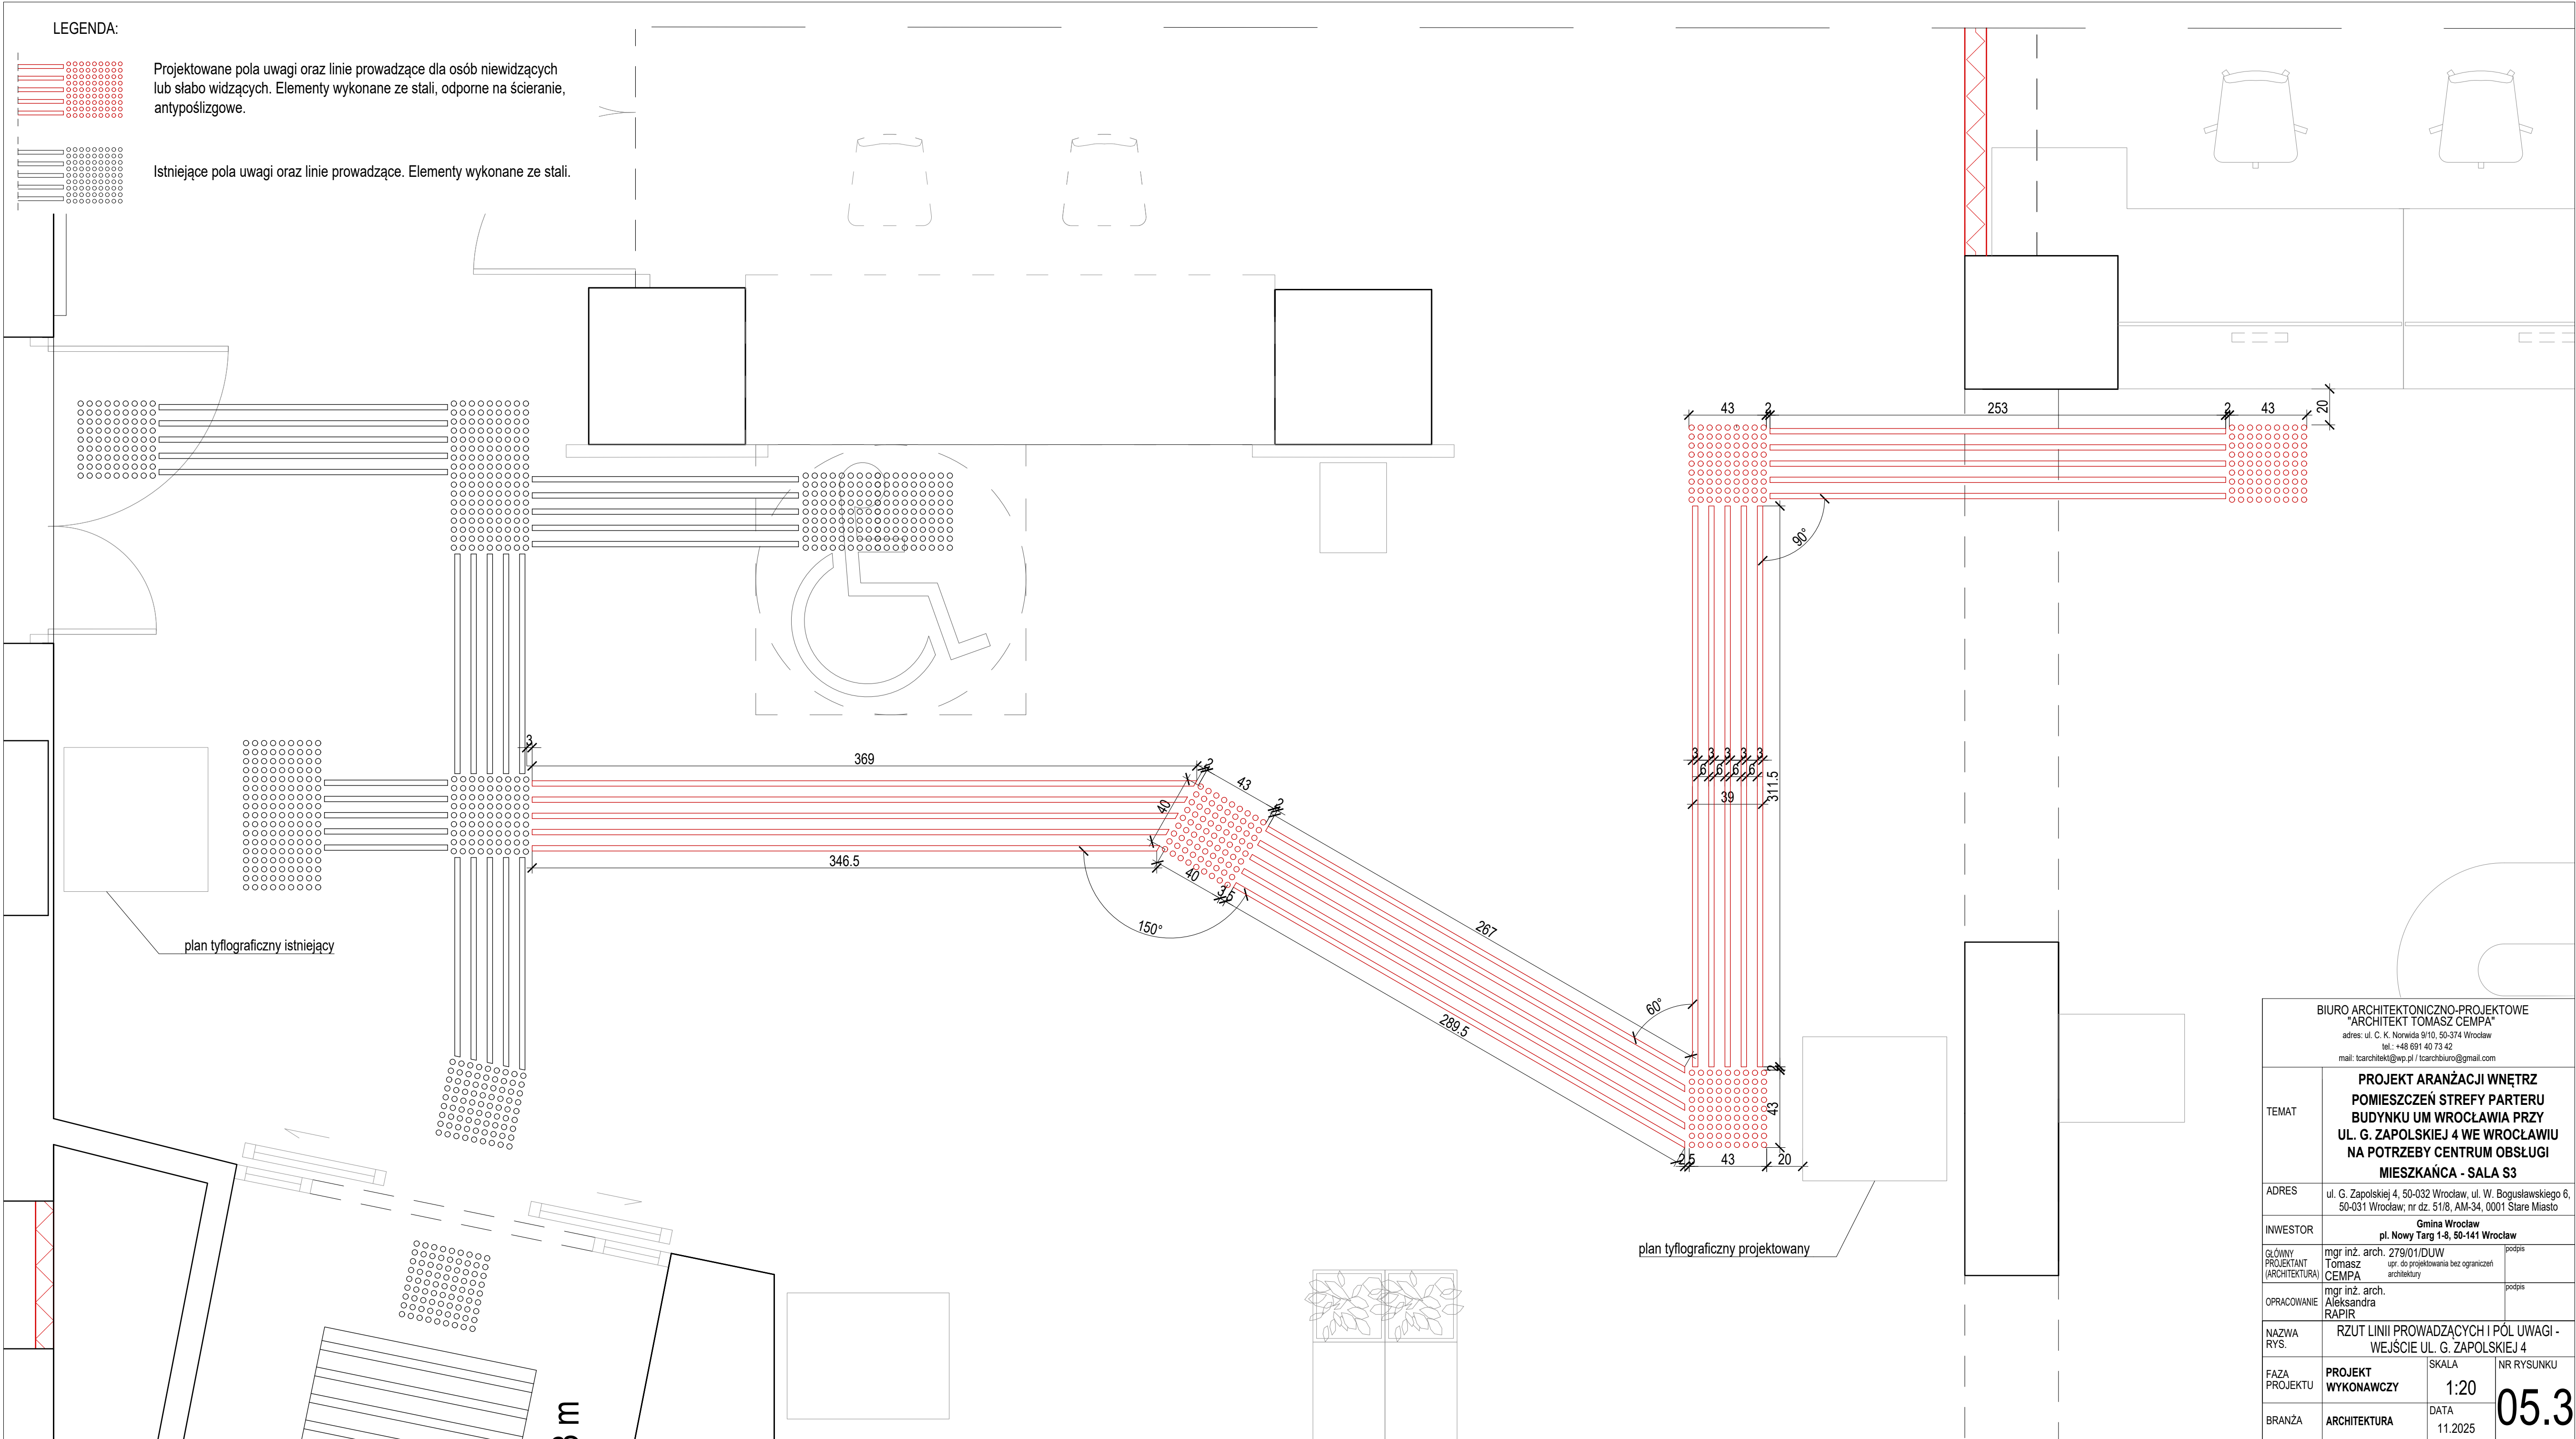 LEGENDA:
Projektowane pola uwagi oraz linie prowadzące dla osób niewidzących
lub słabo widzących. Elementy wykonane ze stali, odporne na ścieranie,
antypoślizgowe.
Istniejące pola uwagi oraz linie prowadzące. Elementy wykonane ze stali.
43
2
253
2
43
20
90°
3
369
2
43
2
40
346.5
40
3.5
150°
267
289.5
60°
3 3 3 3 3
6 6 6 6
39
311.5
2
43
2.5
43
20
plan tyflograficzny istniejący
plan tyflograficzny projektowany
BIURO ARCHITEKTONICZNO-PROJEKTOWE
"ARCHITEKT TOMASZ CEMPA"
adres: ul. C. K. Norwida 9/10, 50-374 Wrocław
tel.: +48 691 40 73 42
mail: tcarchitekt@wp.pl / tcarchbiuro@gmail.com
TEMAT
PROJEKT ARANŻACJI WNĘTRZ
POMIESZCZEŃ STREFY PARTERU
BUDYNKU UM WROCŁAWIA PRZY
UL. G. ZAPOLSKIEJ 4 WE WROCŁAWIU
NA POTRZEBY CENTRUM OBSŁUGI
MIESZKAŃCA - SALA S3
ADRES
ul. G. Zapolskiej 4, 50-032 Wrocław, ul. W. Bogusławskiego 6,
50-031 Wrocław; nr dz. 51/8, AM-34, 0001 Stare Miasto
INWESTOR
Gmina Wrocław
pl. Nowy Targ 1-8, 50-141 Wrocław
GŁÓWNY
PROJEKTANT
(ARCHITEKTURA)
mgr inż. arch.
Tomasz
CEMPA
279/01/DUW
upr. do projektowania bez ograniczeń
architektury
podpis
OPRACOWANIE
mgr inż. arch.
Aleksandra
RAPIR
podpis
NAZWA
RYS.
RZUT LINII PROWADZĄCYCH I PÓL UWAGI -
WEJŚCIE UL. G. ZAPOLSKIEJ 4
FAZA
PROJEKTU
PROJEKT
WYKONAWCZY
SKALA
1:20
NR RYSUNKU
05.3
BRANŻA
ARCHITEKTURA
DATA
11.2025